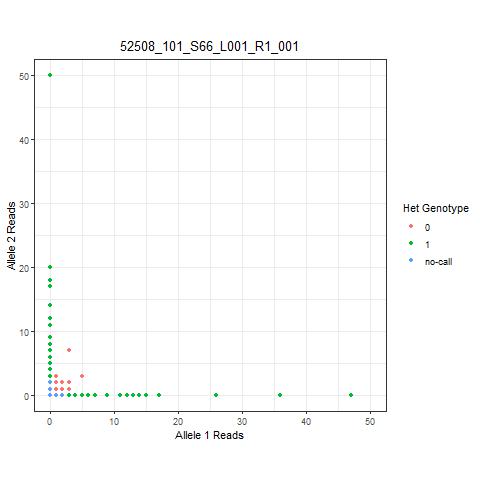 52508_101_S66_L001_R1_001
50
40
30
20
10
0
Allele 2 Reads
0 10 20 30 40 50
Allele 1 Reads
Het Genotype
0
1
no-call